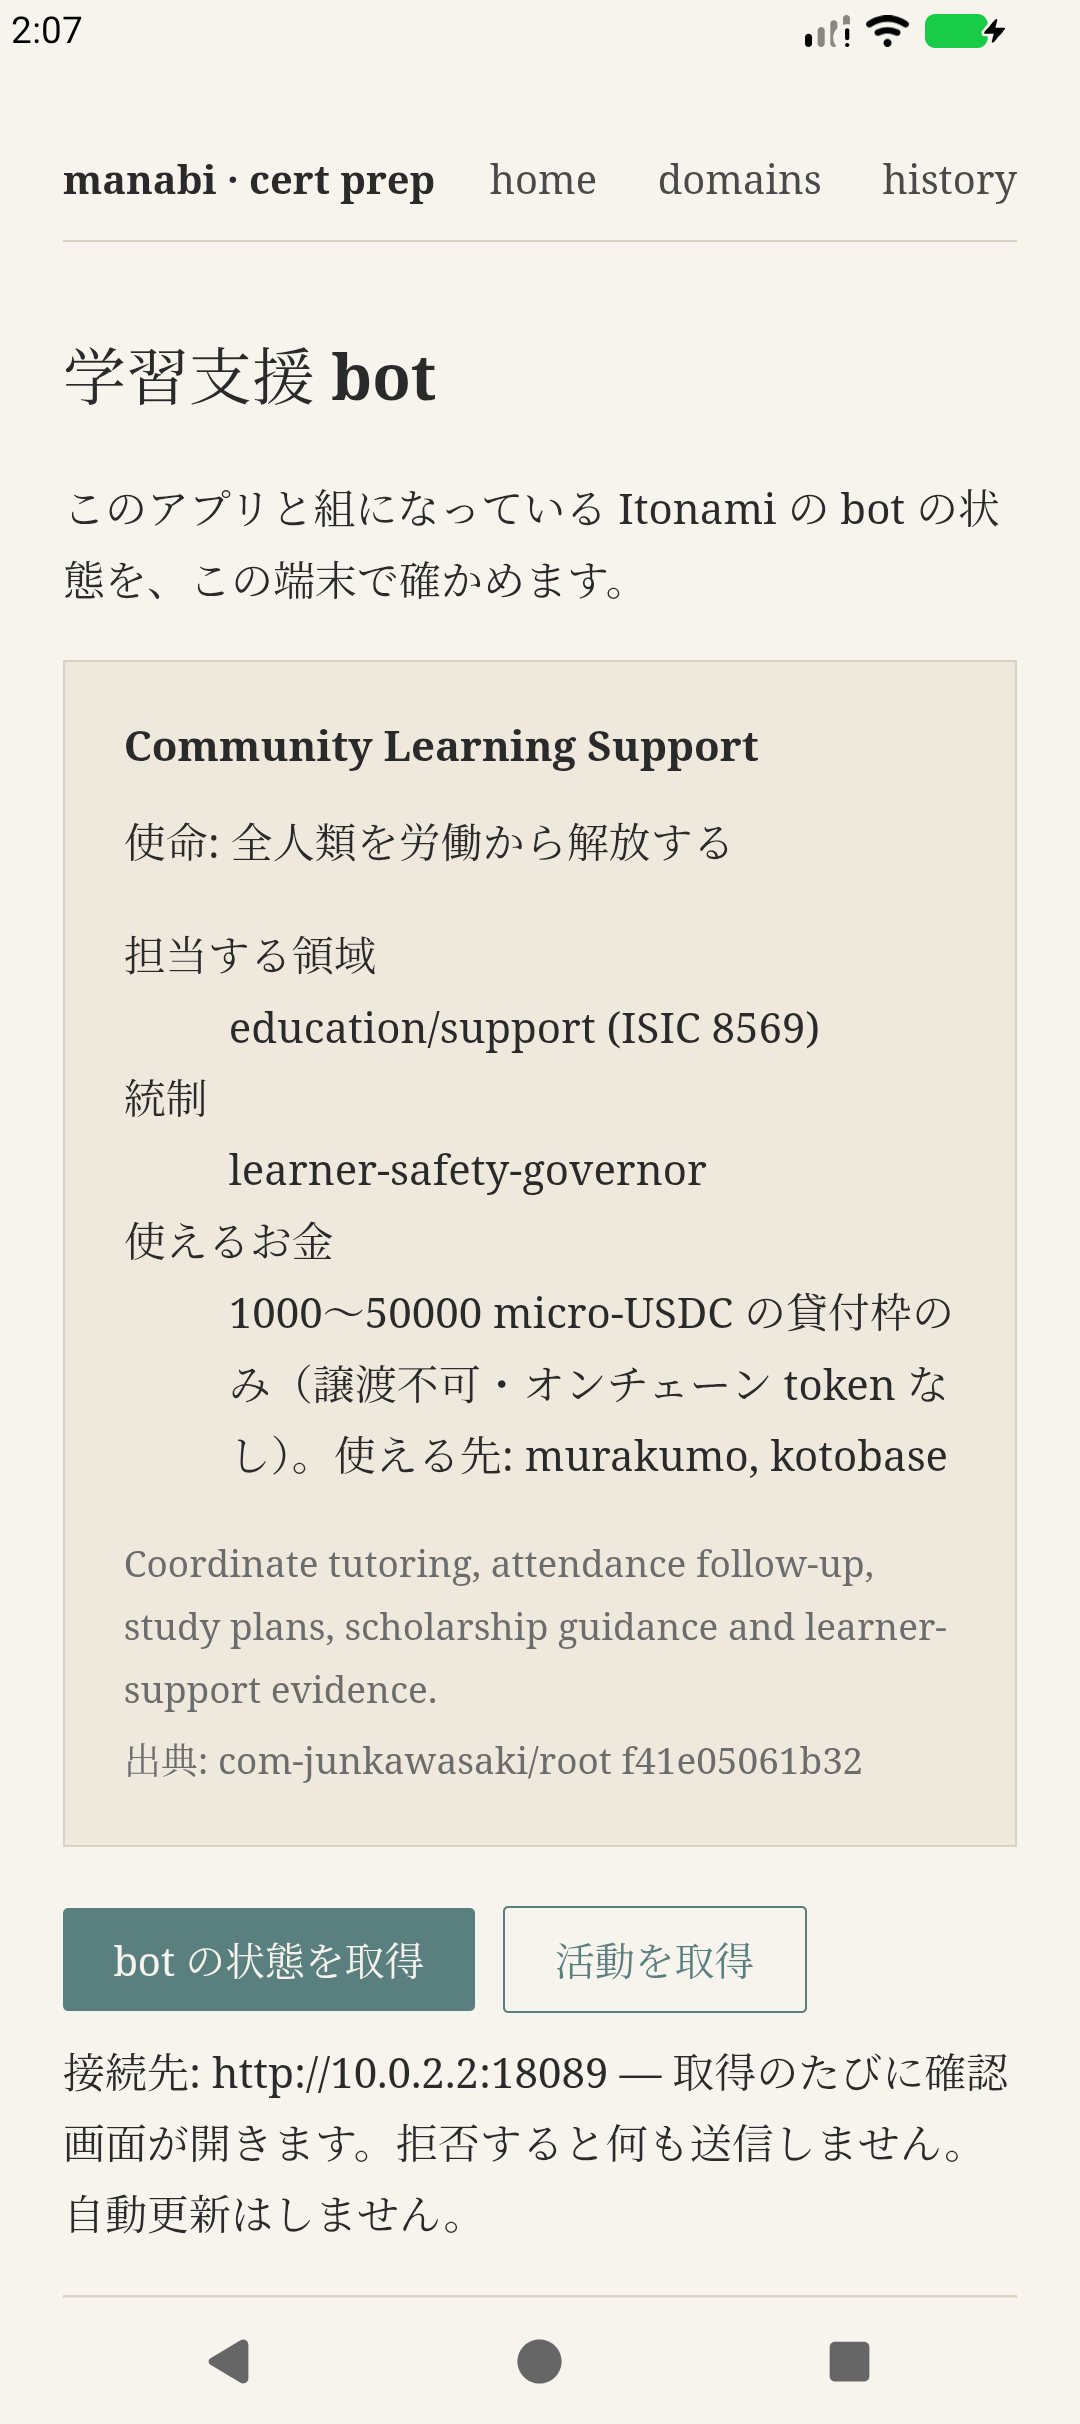 2:07
manabi · cert prep home domains history
学習支援 bot
このアプリと組になっている Itonami の bot の状
態を、この端末で確かめます。
Community Learning Support
使命: 全人類を労働から解放する
担当する領域
education/support (ISIC 8569)
統制
learner-safety-governor
使えるお金
1000〜50000 micro-USDC の貸付枠の
み（譲渡不可・オンチェーン token な
し）。使える先: murakumo, kotobase
Coordinate tutoring, attendance follow-up,
study plans, scholarship guidance and learner-
support evidence.
出典: com-junkawasaki/root f41e05061b32
bot の状態を取得 活動を取得
接続先: http://10.0.2.2:18089 — 取得のたびに確認
画面が開きます。拒否すると何も送信しません。
自動更新はしません。